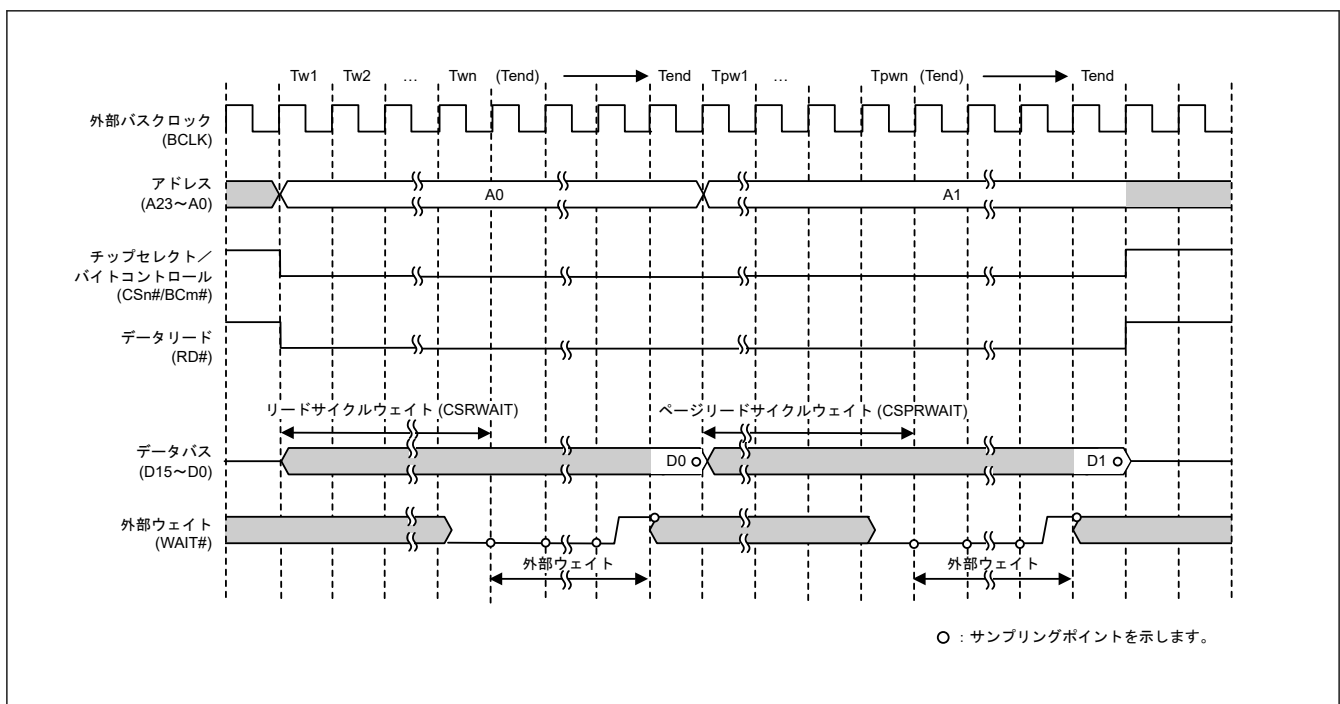 Tw1 Tw2 … Twn (Tend) Tend Tpw1 … Tpwn (Tend) Tend
外部バスクロック
(BCLK)
アドレス
(A23～A0)
A0 A1
チップセレクト／
バイトコントロール
(CSn#/BCm#)
データリード
(RD#)
リードサイクルウェイト (CSRWAIT) ページリードサイクルウェイト (CSPRWAIT)
データバス
(D15～D0)
D0 D1
外部ウェイト
(WAIT#)
外部ウェイト 外部ウェイト
：サンプリングポイントを示します。